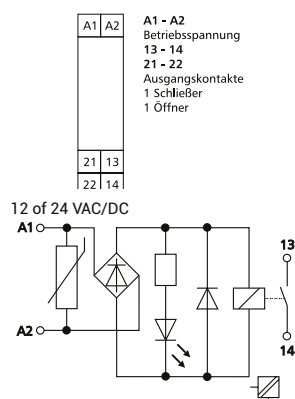 A1 A2
A1 - A2
Betriebsspannung
13 - 14
21 - 22
Ausgangskontakte
1 Schließer
1 Öffner
21 13
22 14
12 of 24 VAC/DC
A1
A2
13
14